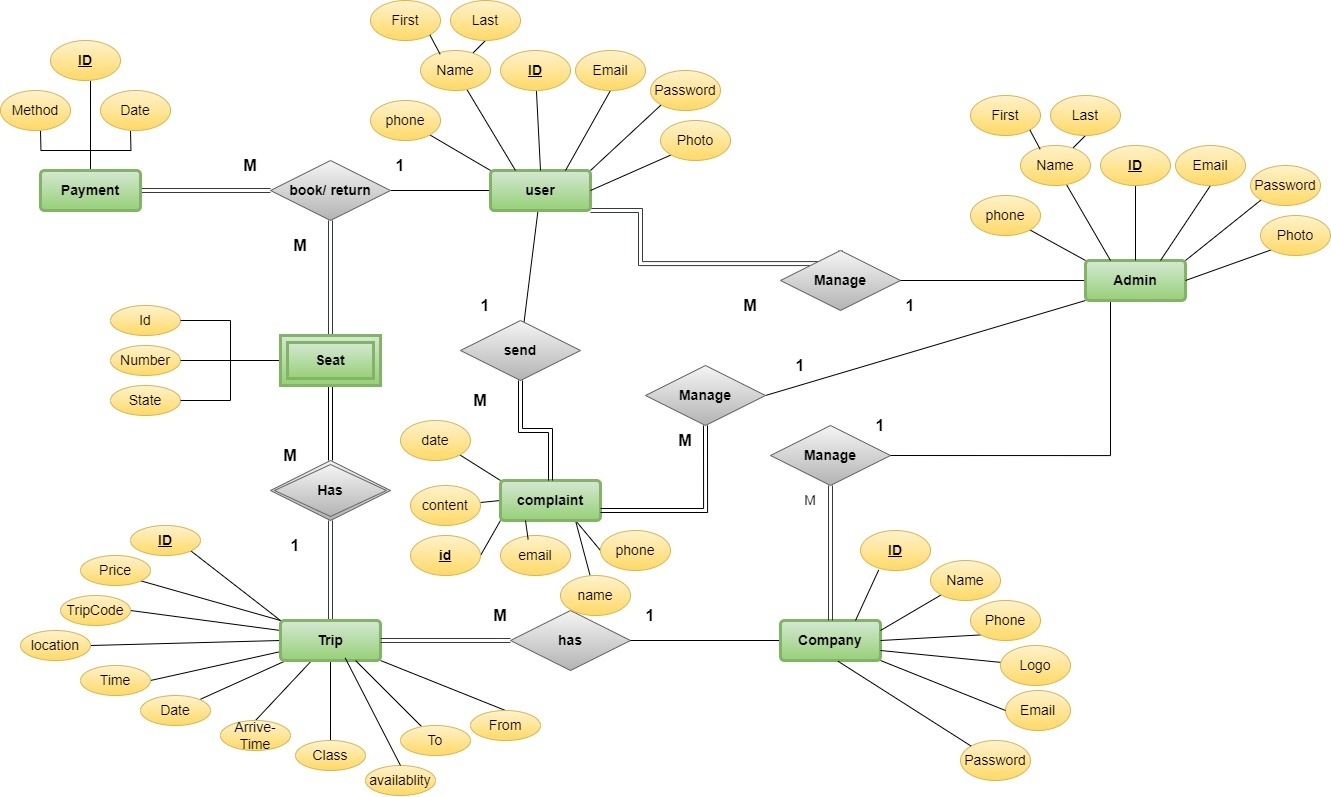 First
Last
ID
Name
ID
Email
Password
Method
Date
phone
Photo
First
Last
M
1
Payment
book/ return
user
Name
ID
Email
Password
phone
Photo
M
Manage
Admin
M
1
Id
1
Number
Seat
send
State
1
Manage
M
M
date
1
M
Manage
Has
content
complaint
M
ID
1
id
email
phone
ID
Price
name
Name
TripCode
M
1
Phone
location
Trip
has
Company
Logo
Time
Date
Email
Arrive-
Time
To
From
Class
Password
availablity